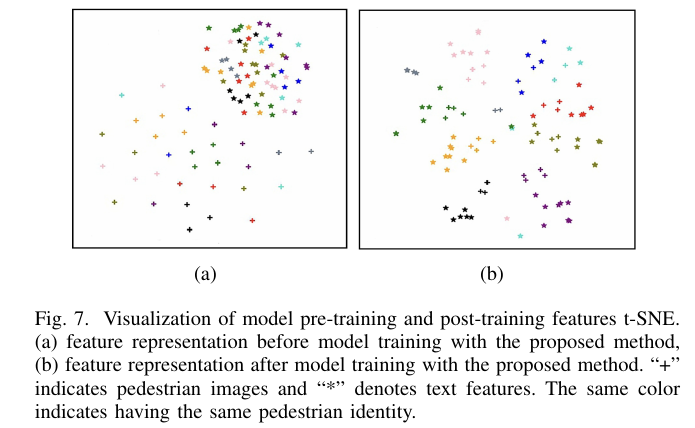 (a)
(b)
Fig. 7. Visualization of model pre-training and post-training features t-SNE.
(a) feature representation before model training with the proposed method,
(b) feature representation after model training with the proposed method. “+”
indicates pedestrian images and “*” denotes text features. The same color
indicates having the same pedestrian identity.